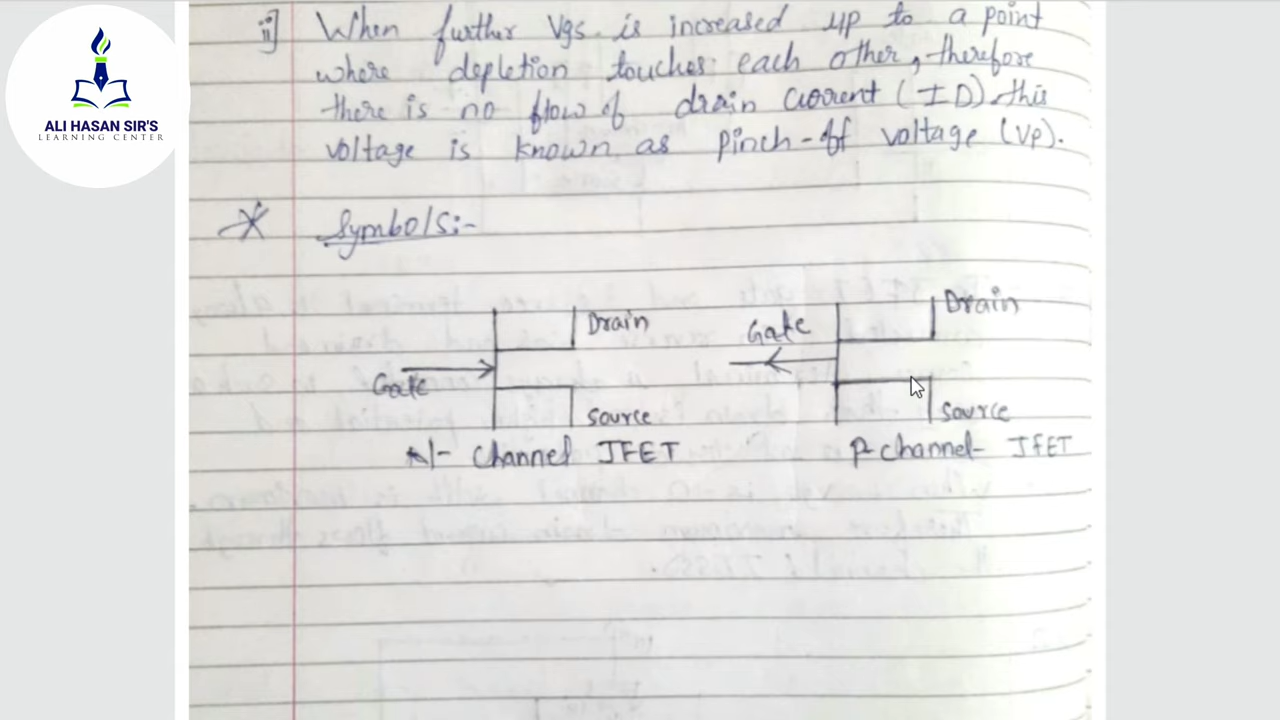 ALI HASAN SIR'S
LEARNING CENTER
ii] When further Vgs. is increased up to a point
where depletion touches each other, therefore
there is no flow of drain current (ID). this
voltage is known as pinch-off voltage (Vp).
Symbols:-
Drain
Gate
Source
N- Channel JFET
Drain
Gate
Source
P-channel- JFET